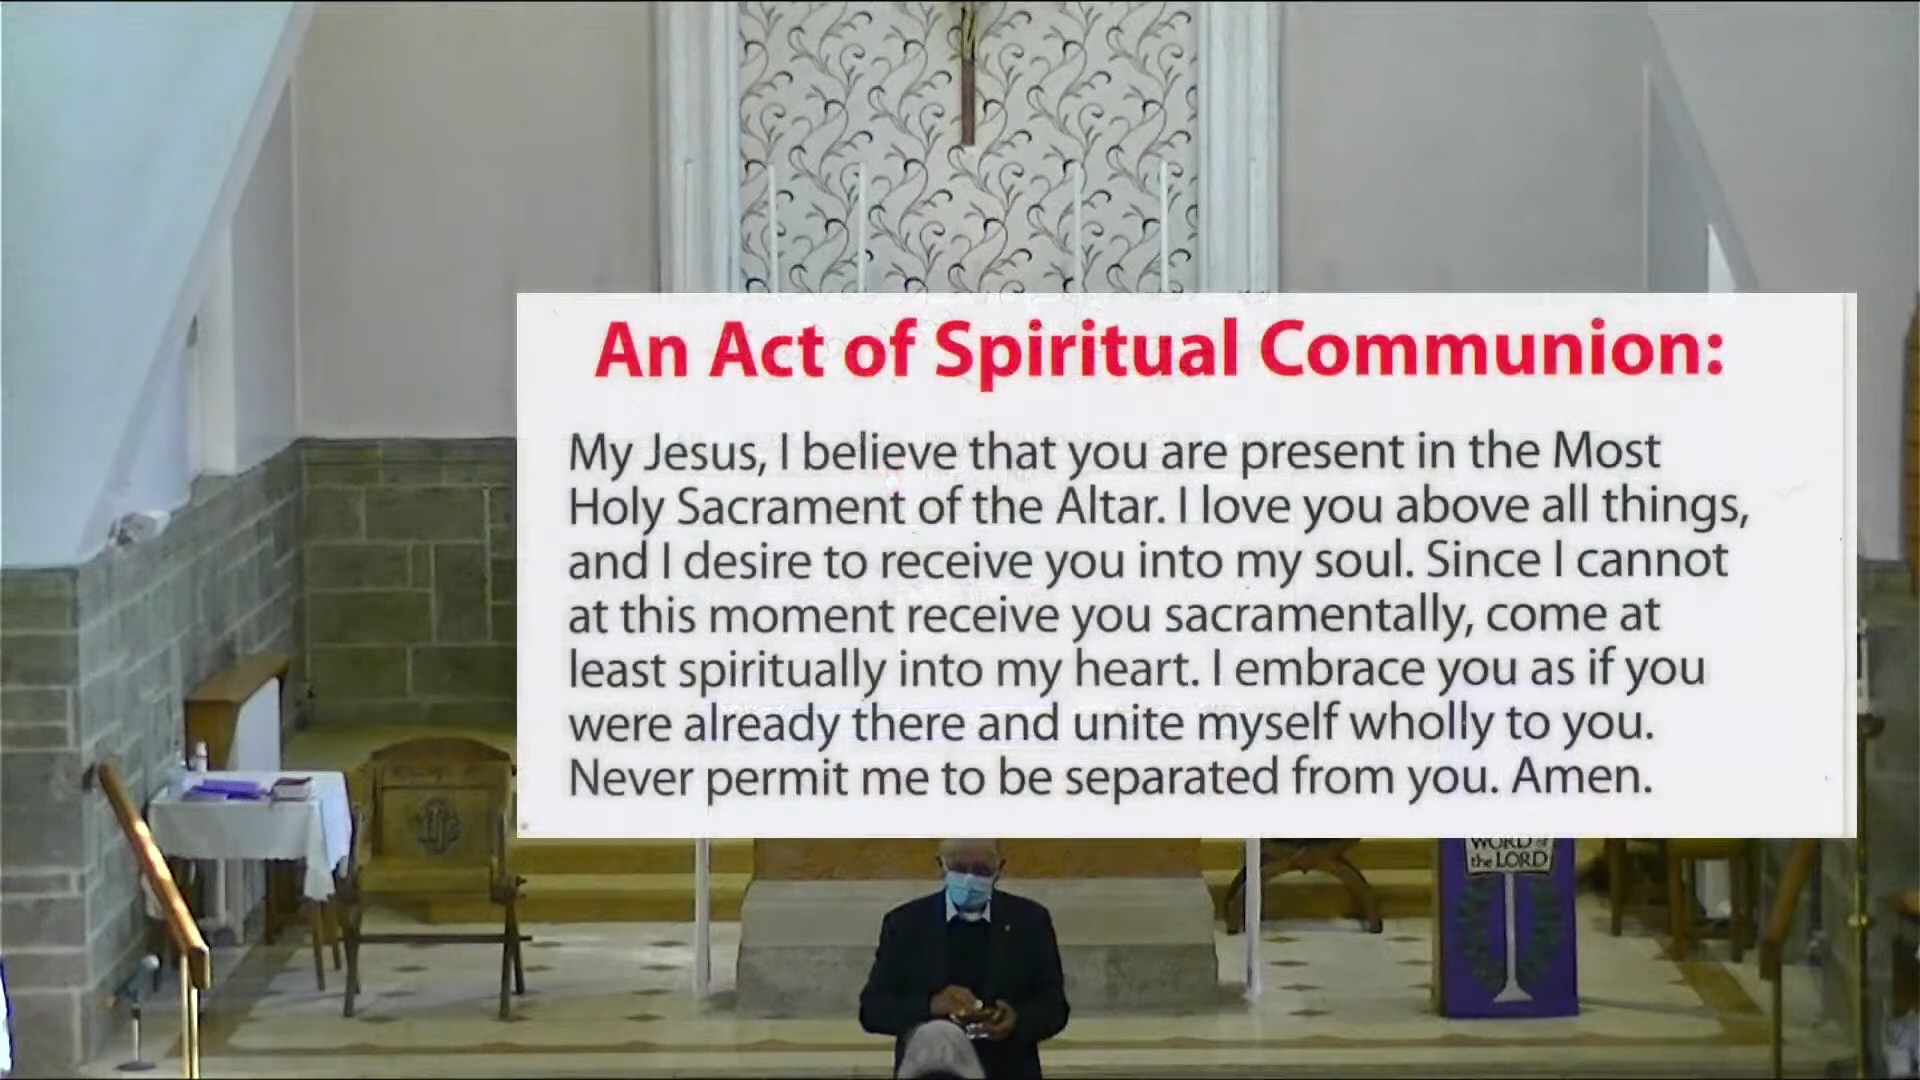 An Act of Spiritual Communion:
My Jesus, I believe that you are present in the Most
Holy Sacrament of the Altar. I love you above all things,
and I desire to receive you into my soul. Since I cannot
at this moment receive you sacramentally, come at
least spiritually into my heart. I embrace you as if you
were already there and unite myself wholly to you.
Never permit me to be separated from you. Amen.
WORD of
the LORD